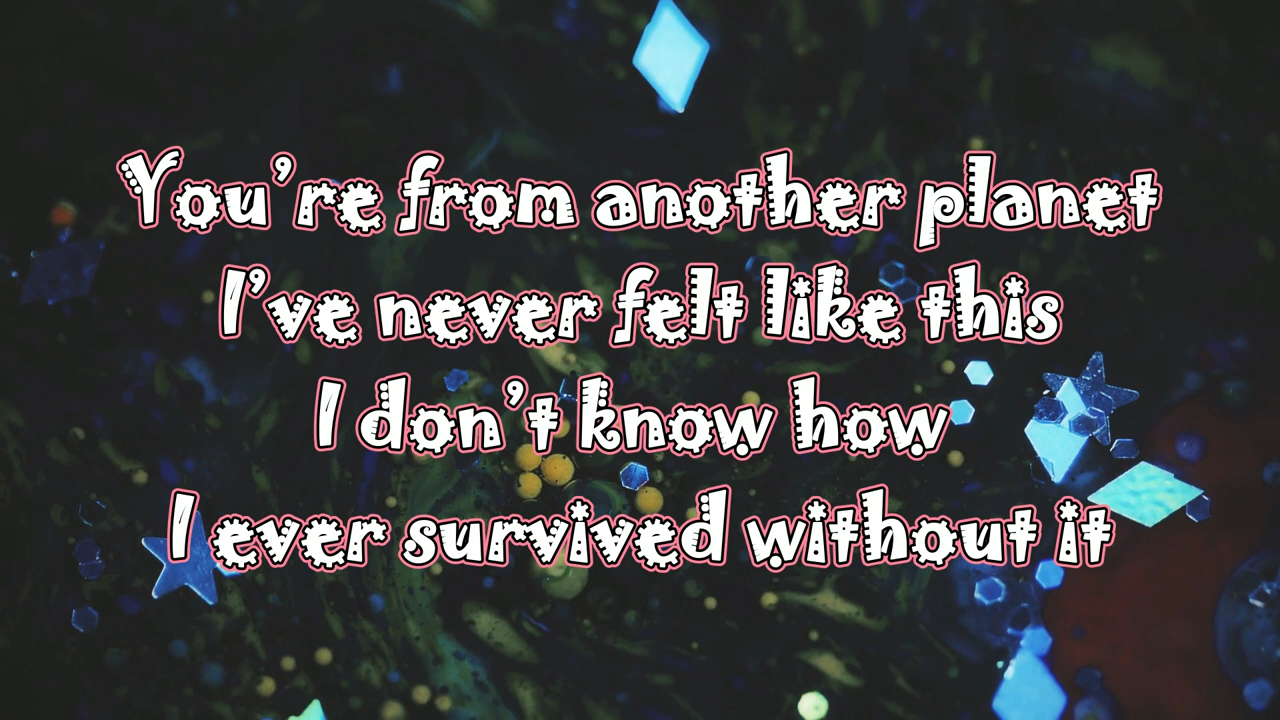 You're from another planet
I've never felt like this
I don't know how
I ever survived without it